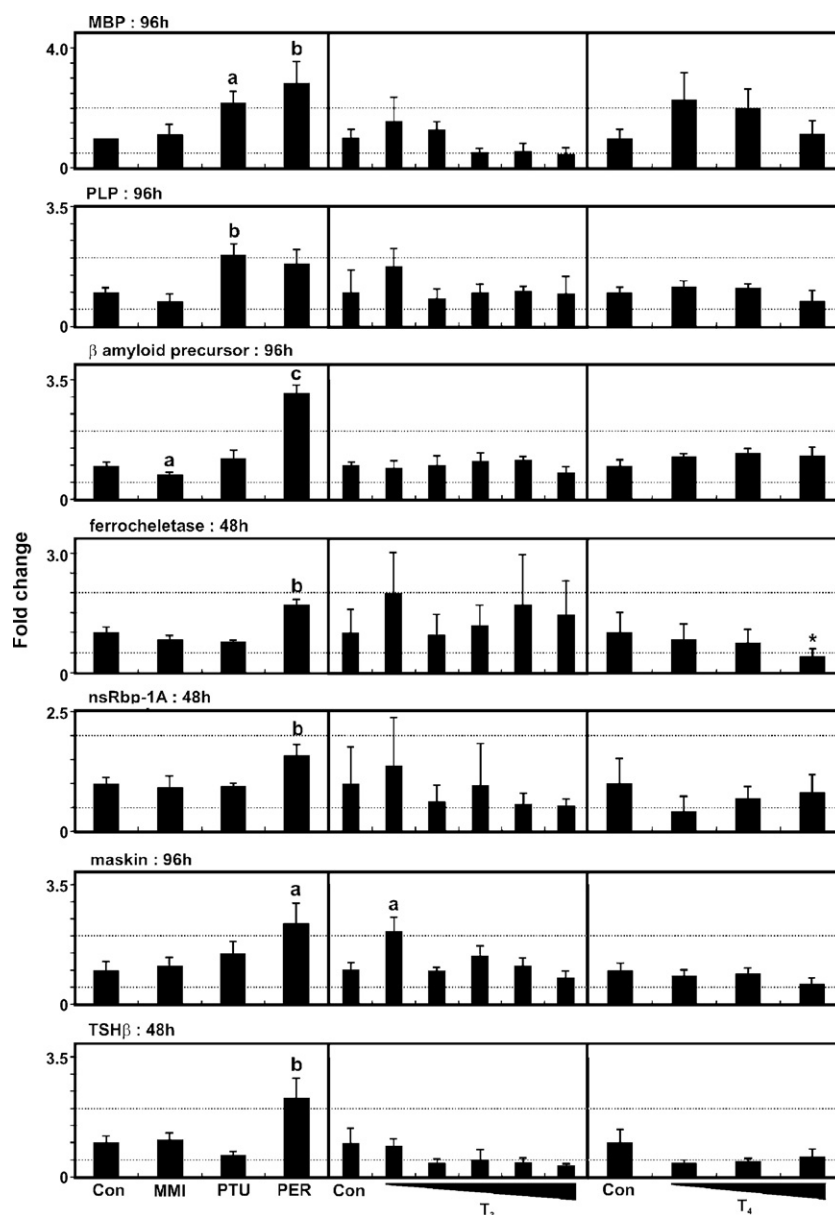 MBP : 96h
4.0
0
a
b
PLP : 96h
3.5
0
b
β amyloid precursor : 96h
3.5
0
a
c
ferrocheletase : 48h
3.0
0
b
*
Fold change
nsRbp-1A : 48h
2.5
0
b
maskin : 96h
3.5
0
a
a
TSHβ : 48h
3.5
0
b
Con MMI PTU PER Con Con
T3 T4